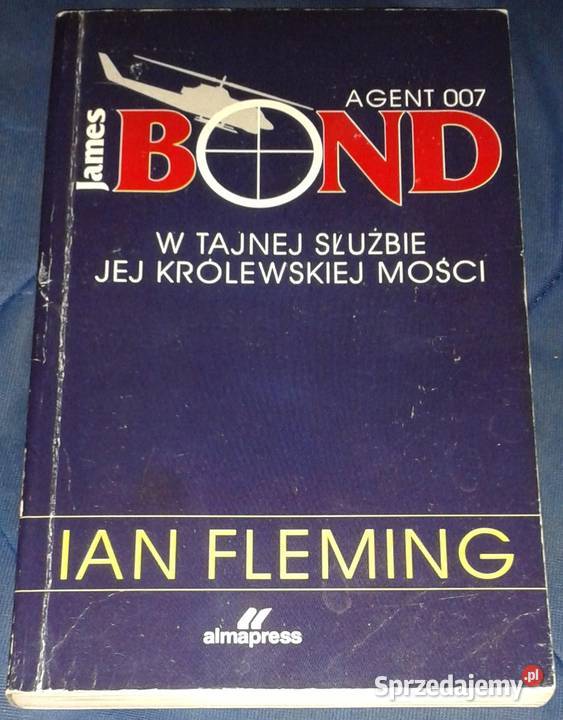 AGENT 007
james
BOND
W TAJNEJ SŁUŻBIE
JEJ KRÓLEWSKIEJ MOŚCI
IAN FLEMING
almapress
Sprzedajemy.pl